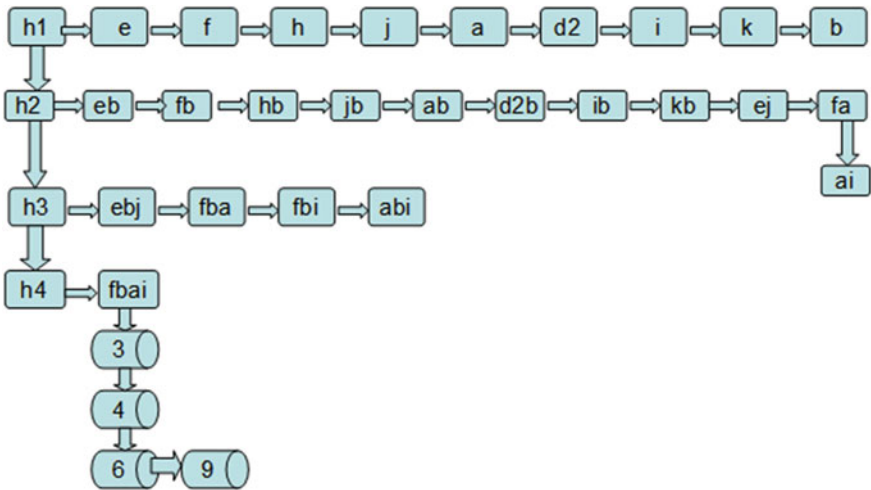 h1 e f h j a d2 i k b
h2 eb fb hb jb ab d2b ib kb ej fa
ai
h3 ebj fba fbi abi
h4 fbai
3
4
6 9